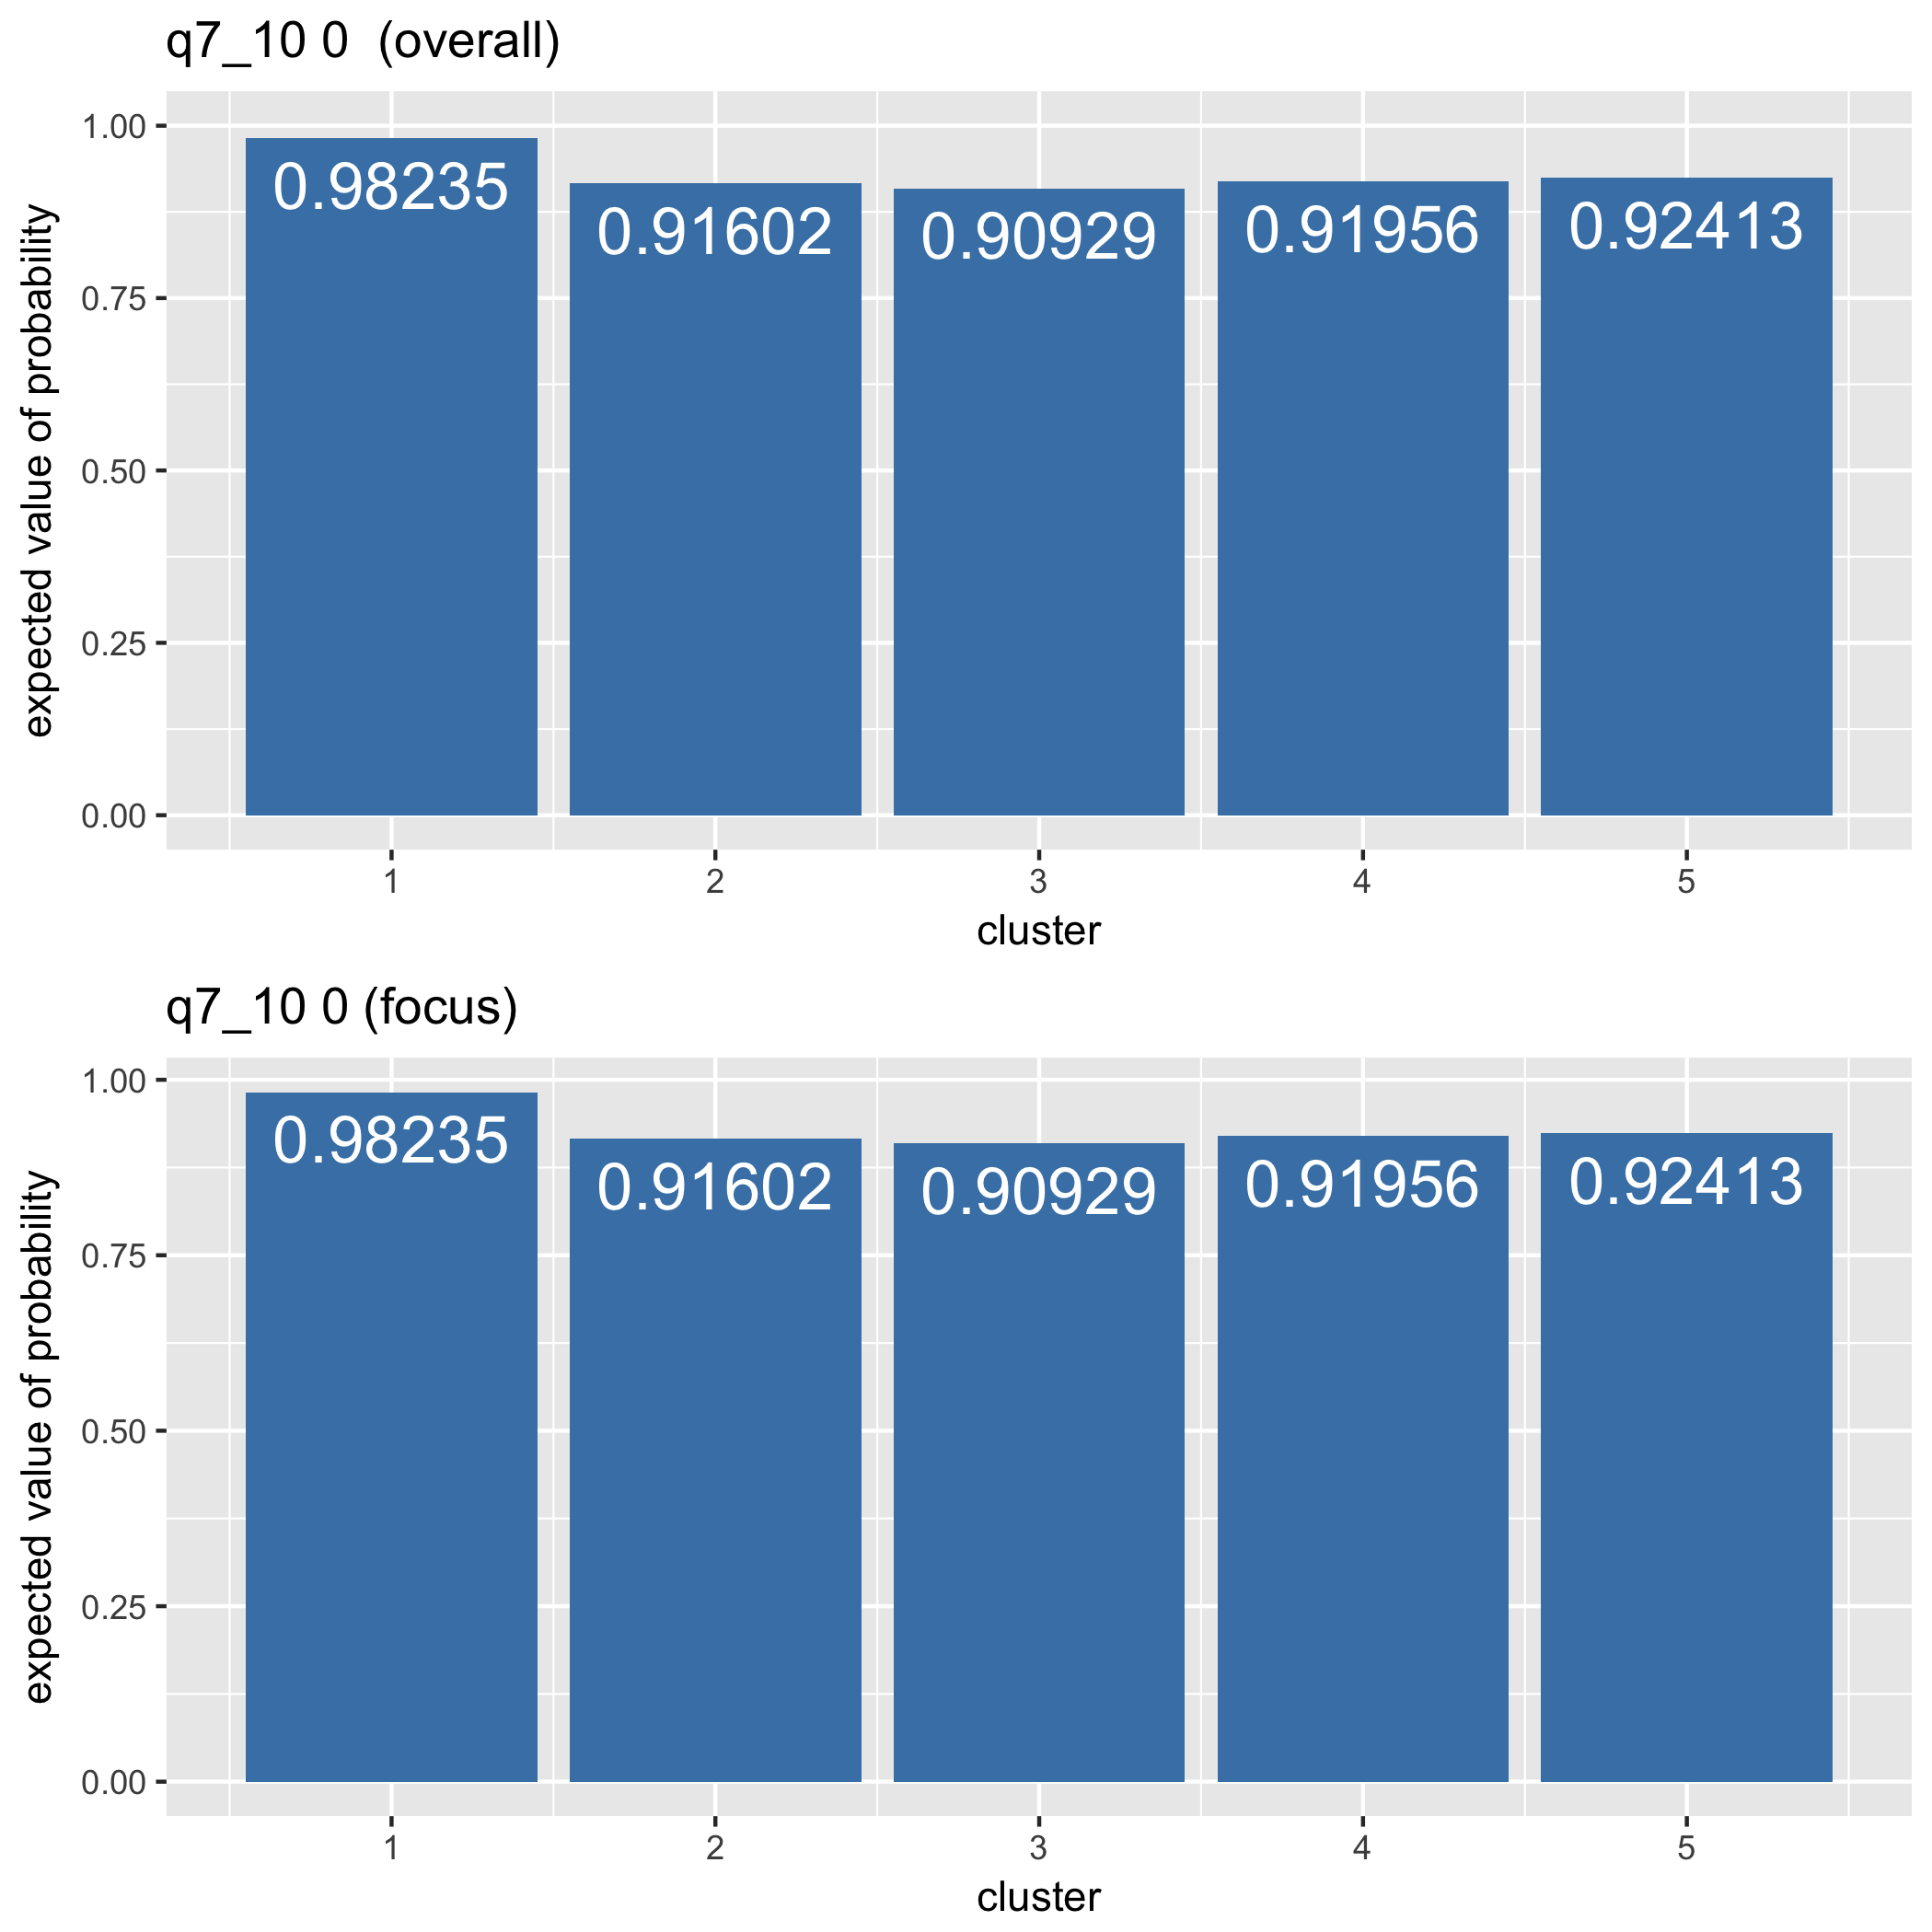 q7_10 0  (overall)
expected value of probability
1.00
0.75
0.50
0.25
0.00
0.98235
0.91602
0.90929
0.91956
0.92413
1 2 3 4 5
cluster
q7_10 0 (focus)
expected value of probability
1.00
0.75
0.50
0.25
0.00
0.98235
0.91602
0.90929
0.91956
0.92413
1 2 3 4 5
cluster